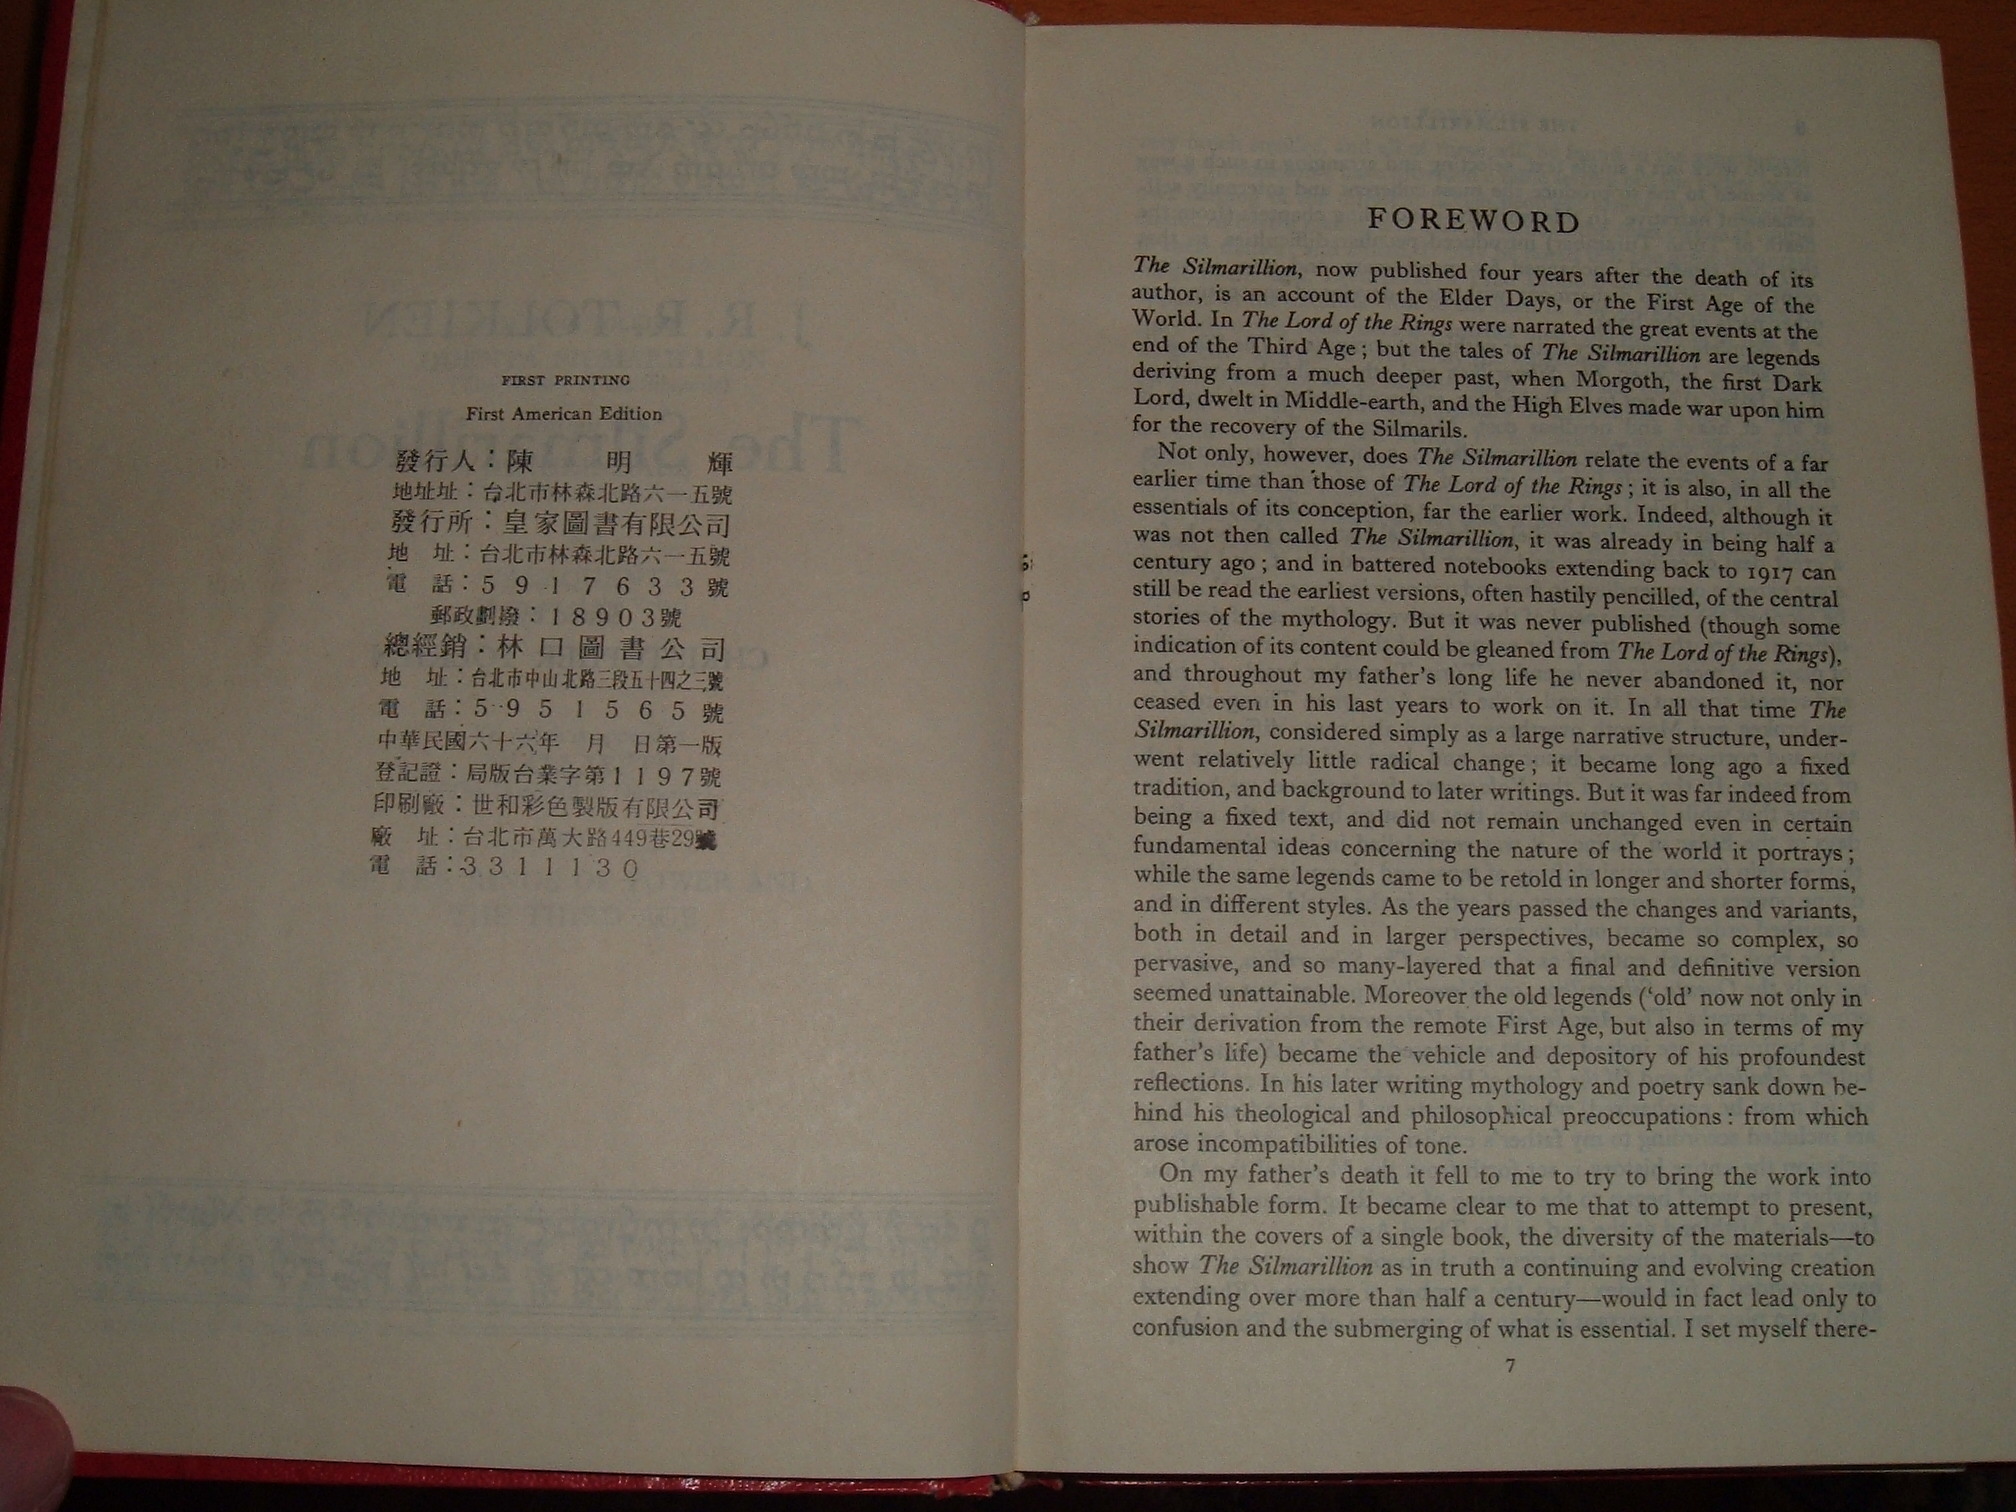 FIRST PRINTING
First American Edition
發行人：陳 明 輝
地址址：台北市林森北路六一五號
發行所：皇家圖書有限公司
地 址：台北市林森北路六一五號
電 話：5 9 1 7 6 3 3 號
郵政劃撥：1 8 9 0 3 號
總經銷：林口圖書公司
地 址：台北市中山北路三段五十四之三號
電 話：5 9 5 1 5 6 5 號
中華民國六十六年 月 日第一版
登記證：局版台業字第1 1 9 7號
印刷廠：世和彩色製版有限公司
廠 址：台北市萬大路449巷29號
電 話：3 3 1 1 1 3 0
FOREWORD
The Silmarillion, now published four years after the death of its
author, is an account of the Elder Days, or the First Age of the
World. In The Lord of the Rings were narrated the great events at the
end of the Third Age; but the tales of The Silmarillion are legends
deriving from a much deeper past, when Morgoth, the first Dark
Lord, dwelt in Middle-earth, and the High Elves made war upon him
for the recovery of the Silmarils.
Not only, however, does The Silmarillion relate the events of a far
earlier time than those of The Lord of the Rings; it is also, in all the
essentials of its conception, far the earlier work. Indeed, although it
was not then called The Silmarillion, it was already in being half a
century ago; and in battered notebooks extending back to 1917 can
still be read the earliest versions, often hastily pencilled, of the central
stories of the mythology. But it was never published (though some
indication of its content could be gleaned from The Lord of the Rings),
and throughout my father's long life he never abandoned it, nor
ceased even in his last years to work on it. In all that time The
Silmarillion, considered simply as a large narrative structure, under-
went relatively little radical change; it became long ago a fixed
tradition, and background to later writings. But it was far indeed from
being a fixed text, and did not remain unchanged even in certain
fundamental ideas concerning the nature of the world it portrays;
while the same legends came to be retold in longer and shorter forms,
and in different styles. As the years passed the changes and variants,
both in detail and in larger perspectives, became so complex, so
pervasive, and so many-layered that a final and definitive version
seemed unattainable. Moreover the old legends ('old' now not only in
their derivation from the remote First Age, but also in terms of my
father's life) became the vehicle and depository of his profoundest
reflections. In his later writing mythology and poetry sank down be-
hind his theological and philosophical preoccupations: from which
arose incompatibilities of tone.
On my father's death it fell to me to try to bring the work into
publishable form. It became clear to me that to attempt to present,
within the covers of a single book, the diversity of the materials—to
show The Silmarillion as in truth a continuing and evolving creation
extending over more than half a century—would in fact lead only to
confusion and the submerging of what is essential. I set myself there-
7